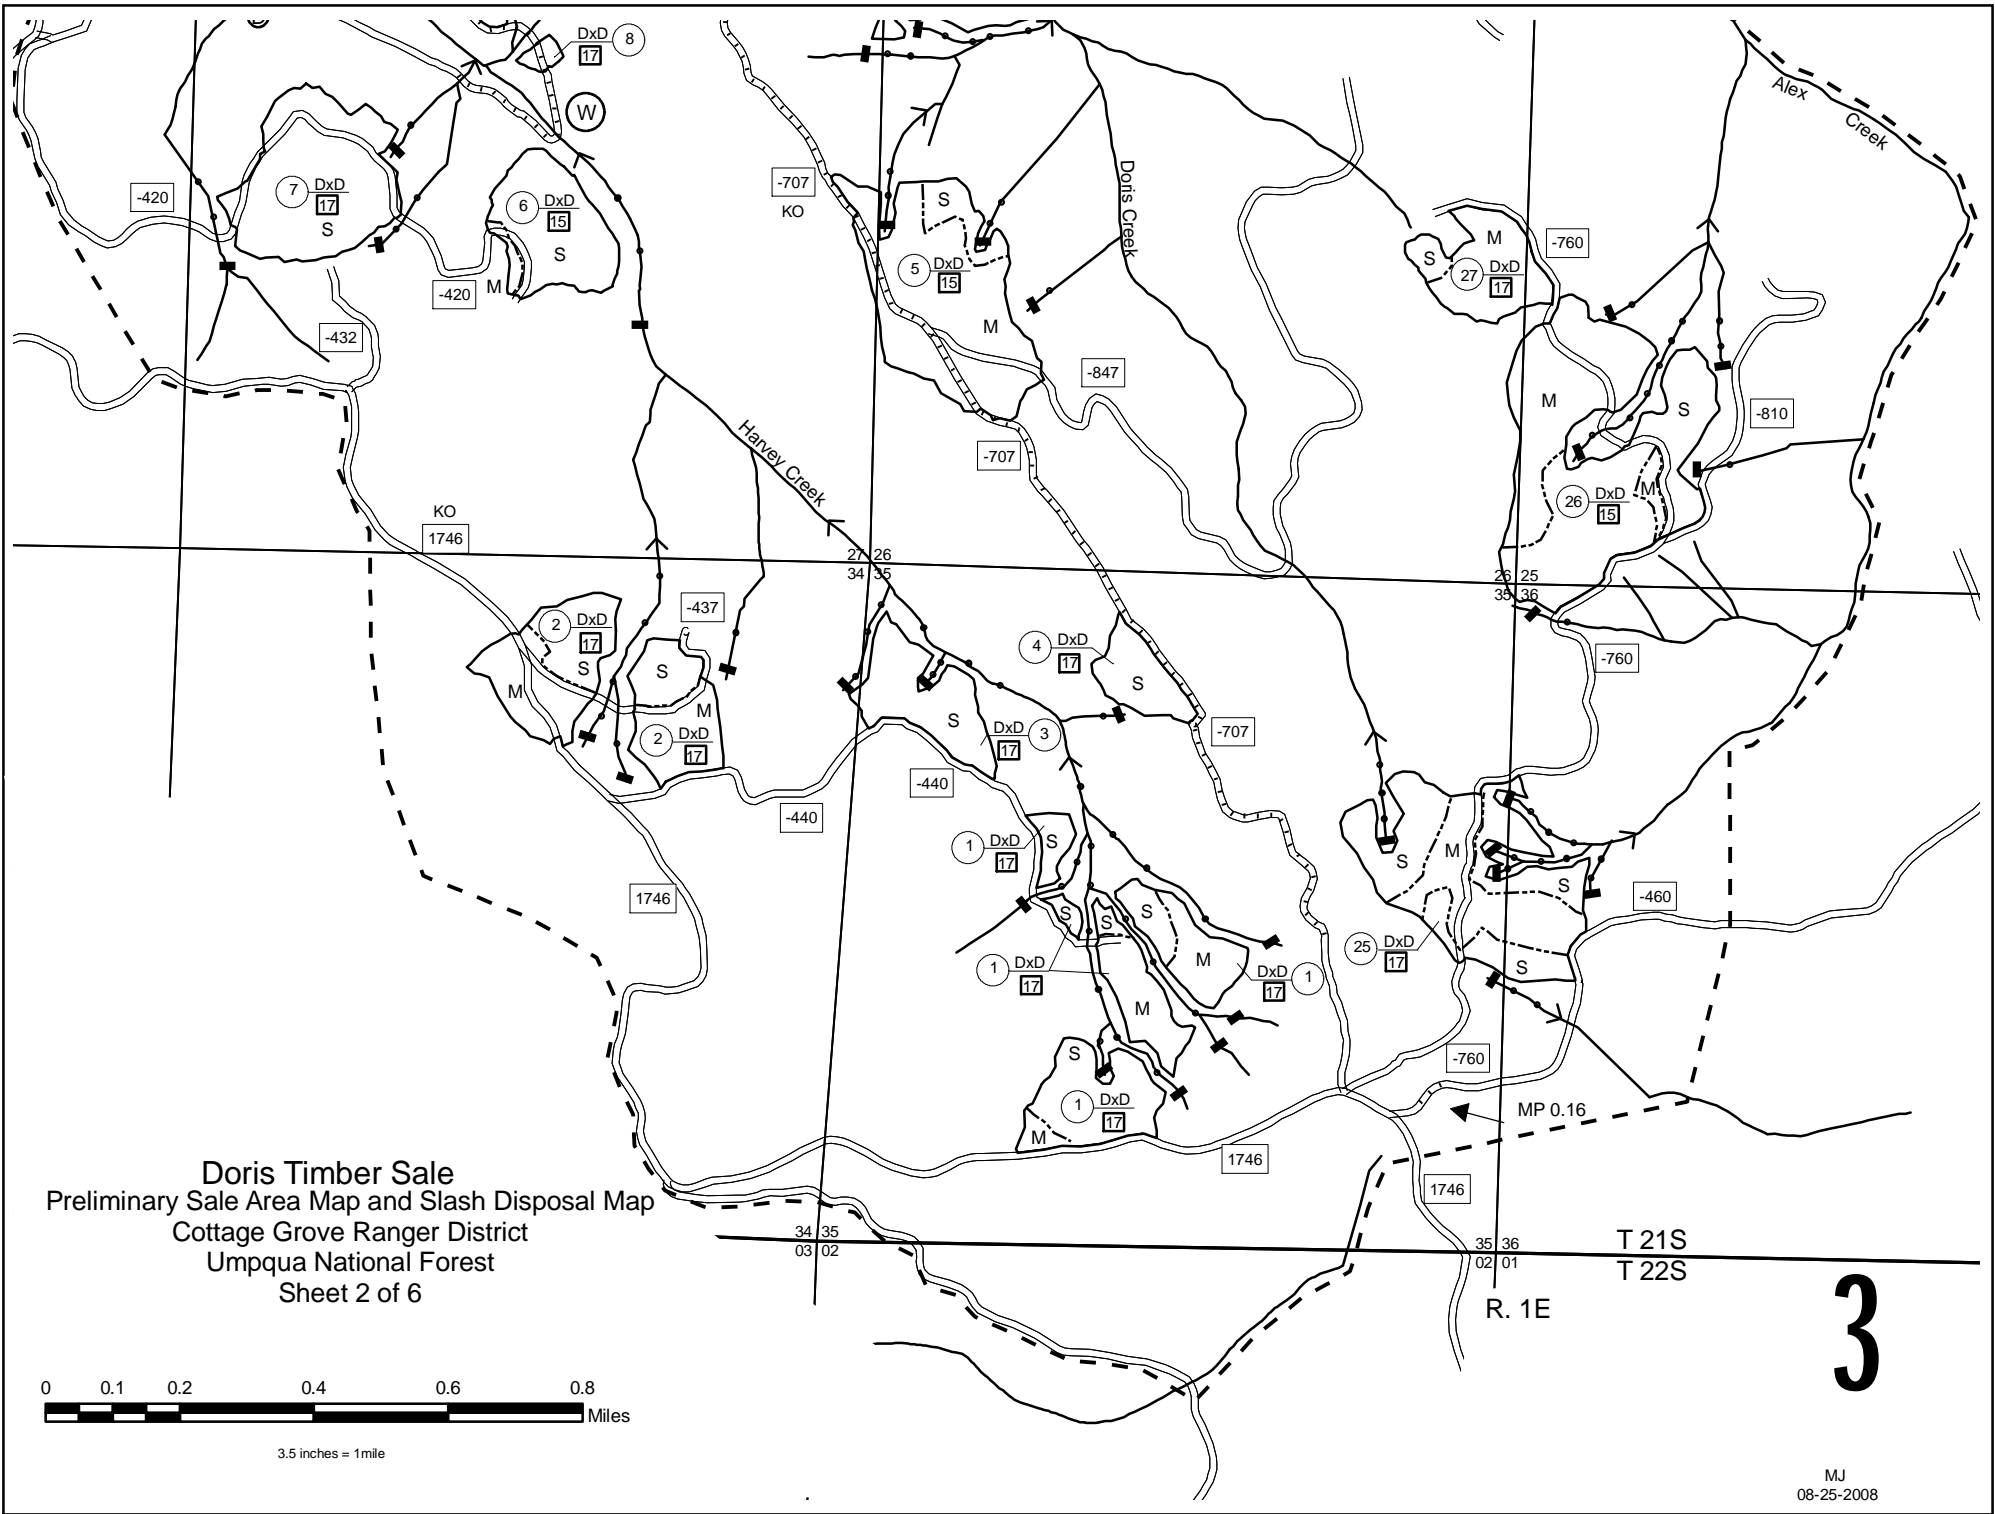 DxD 8
17
W
Alex
Creek
-420
7 DxD
17
S
6 DxD
15
S
M
-420
-432
-707
KO
S
5 DxD
15
M
Doris Creek
-847
-707
M
-760
S
27 DxD
17
M
S
-810
26 DxD
15
M
Harvey Creek
KO
1746
27 26
34 35
26 25
35 36
-437
2 DxD
17
S
S
M
M
2 DxD
17
4 DxD
17
S
-760
S
DxD 3
17
-707
-440
-440
1 DxD
17
S
S
M
S
-460
1746
S
S
S
M
25 DxD
17
S
1 DxD
17
DxD 1
17
M
S
-760
1 DxD
17
M
MP 0.16
1746
1746
Doris Timber Sale
Preliminary Sale Area Map and Slash Disposal Map
Cottage Grove Ranger District
Umpqua National Forest
Sheet 2 of 6
34 35
03 02
35 36
02 01
T 21S
T 22S
R. 1E
3
0 0.1 0.2 0.4 0.6 0.8
Miles
3.5 inches = 1mile
MJ
08-25-2008